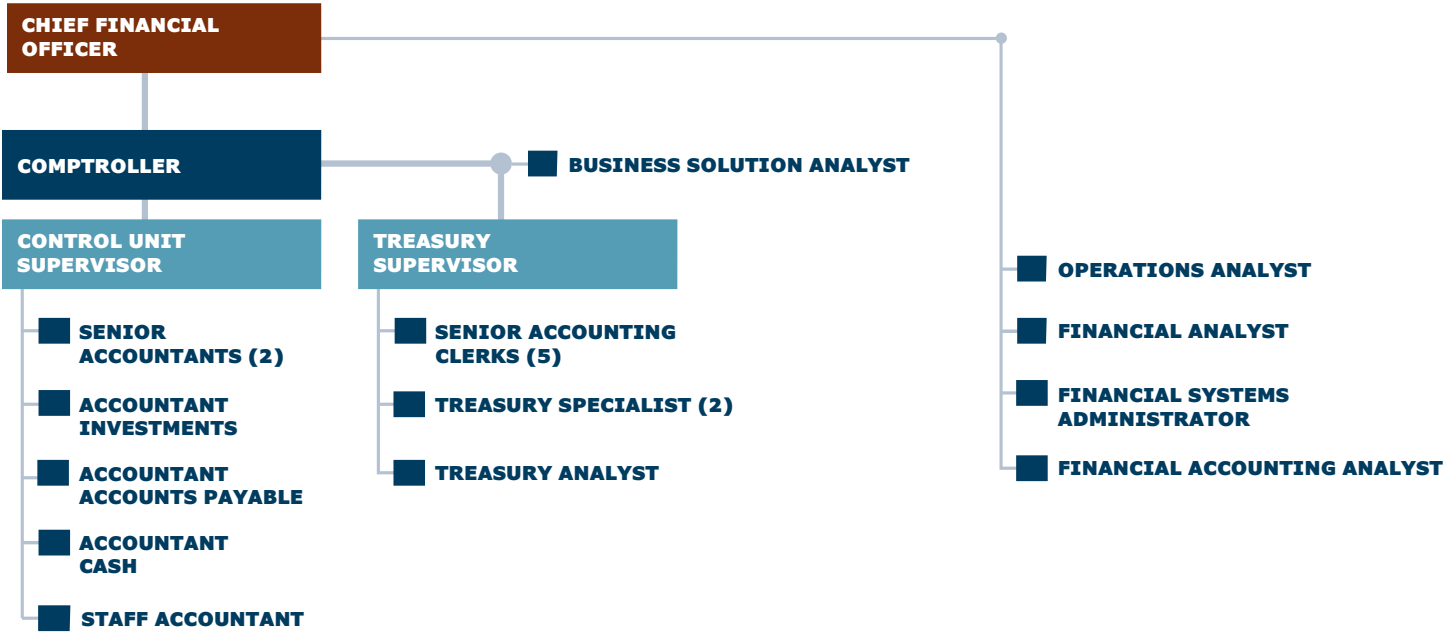 CHIEF FINANCIAL
OFFICER
COMPTROLLER
BUSINESS SOLUTION ANALYST
CONTROL UNIT
SUPERVISOR
SENIOR
ACCOUNTANTS (2)
ACCOUNTANT
INVESTMENTS
ACCOUNTANT
ACCOUNTS PAYABLE
ACCOUNTANT
CASH
STAFF ACCOUNTANT
TREASURY
SUPERVISOR
SENIOR ACCOUNTING
CLERKS (5)
TREASURY SPECIALIST (2)
TREASURY ANALYST
OPERATIONS ANALYST
FINANCIAL ANALYST
FINANCIAL SYSTEMS
ADMINISTRATOR
FINANCIAL ACCOUNTING ANALYST